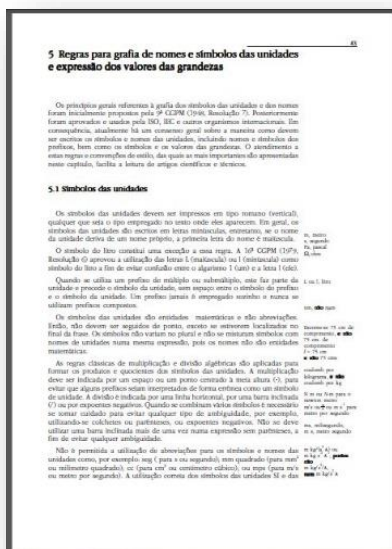 5 Regras para grafia de nomes e símbolos das unidades
e expressão dos valores das grandezas
Os princípios gerais referentes à grafia dos símbolos das unidades e dos nomes
foram inicialmente propostos pela 9ª CGPM (1948, Resolução 7). Posteriormente
foram aprovados e usados pela ISO, IEC e outros organismos internacionais. Em
consequência, atualmente há um consenso geral sobre a maneira como devem
ser escritos os símbolos e nomes das unidades, incluindo nomes e símbolos dos
prefixos, bem como os símbolos e os valores das grandezas. O atendimento a
estas regras e convenções de estilo, das quais as mais importantes são apresentadas
neste capítulo, facilita a leitura de artigos científicos e técnicos.
5.1 Símbolos das unidades
Os símbolos das unidades devem ser impressos em tipo romano (vertical),
qualquer que seja o tipo empregado no texto onde eles aparecem. Em geral, os
símbolos das unidades são escritos em letras minúsculas, entretanto, se o nome
da unidade deriva de um nome próprio, a primeira letra do nome é maiúscula.
m, metro
s, segundo
Pa, pascal
O símbolo do litro constitui uma exceção a essa regra. A 16ª CGPM (1979,
Resolução 6) aprovou a utilização das letras L (maiúscula) ou l (minúscula) como
símbolo do litro a fim de evitar confusão entre o algarismo 1 (um) e a letra l (ele).
L ou l, litro
Quando se utiliza um prefixo de múltiplo ou submúltiplo, este faz parte da
unidade e precede o símbolo da unidade, sem espaço entre o símbolo do prefixo
e o símbolo da unidade. Um prefixo jamais é empregado sozinho e nunca se
utilizam prefixos compostos.
Os símbolos das unidades são entidades matemáticas e não abreviações.
Então, não devem ser seguidos de ponto, exceto se estiverem localizados no
final da frase. Os símbolos não variam no plural e não se misturam símbolos com
nomes de unidades numa mesma expressão, pois os nomes não são entidades
matemáticas.
75 cm de
comprimento
As regras clássicas de multiplicação e divisão algébricas são aplicadas para
formar os produtos e quocientes dos símbolos das unidades. A multiplicação
deve ser indicada por um espaço ou um ponto centrado à meia altura (⋅), para
evitar que alguns prefixos sejam interpretados de forma errônea como um símbolo
de unidade. A divisão é indicada por uma linha horizontal, por uma barra inclinada
(/) ou por expoentes negativos. Quando se combinam vários símbolos é necessário
se tomar cuidado para evitar qualquer tipo de ambiguidade, por exemplo,
utilizando-se colchetes ou parênteses, ou expoentes negativos. Não se deve
utilizar uma barra inclinada mais de uma vez numa expressão sem parênteses, a
fim de evitar qualquer ambiguidade.
metro por segundo
Não é permitida a utilização de abreviações para os símbolos e nomes das
unidades como, por exemplo: seg ( para s ou segundo), mm quadrado (para mm²
ou milímetro quadrado), cc (para cm³ ou centímetro cúbico), ou mps (para m/s
ou metro por segundo). A utilização correta dos símbolos das unidades SI e das